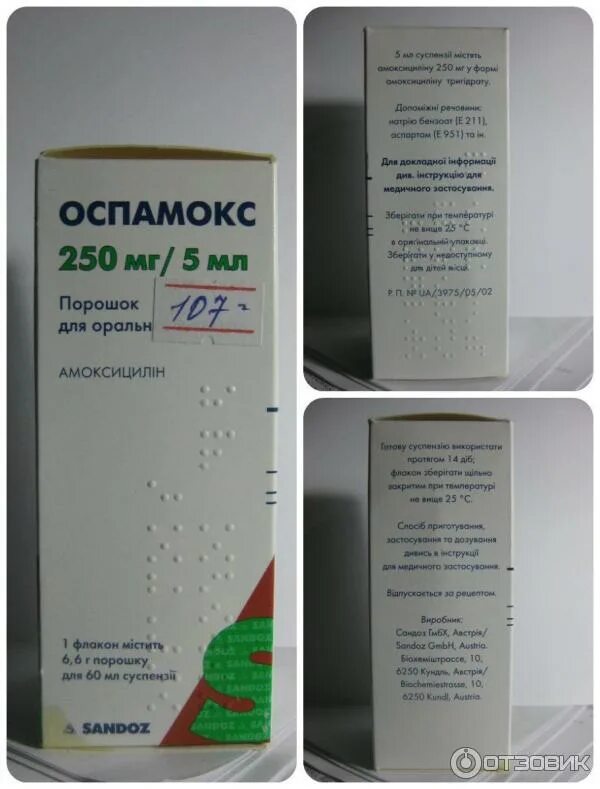 ОСПАМОКС
250 мг/ 5 мл
Порошок
для оральн
107
АМОКСИЦИЛІН
1 флакон містить
6,6 г порошку
для 60 мл суспензії
SANDOZ
SANDOZ
5 мл суспензії містять
амоксициліну 250 мг у формі
амоксициліну тригідрату.
Допоміжні речовини:
натрію бензоат (Е 211),
аспартам (Е 951) та ін.
Для докладної інформації
див. інструкцію для
медичного застосування.
Зберігати при температурі
не вище 25 °С
в оригінальній упаковці.
Зберігати у недоступному
для дітей місці.
Р. П. № UA/3975/05/02
Готову суспензію використати
протягом 14 діб;
флакон зберігати щільно
закритим при температурі
не вище 25 °С.
Спосіб приготування,
застосування та дозування
дивись в інструкції
для медичного застосування.
Відпускається за рецептом.
Виробник:
Сандоз ГмбХ, Австрія/
Sandoz GmbH, Austria.
Біохемієштрассе, 10,
6250 Кундль, Австрія/
Biochemiestrasse, 10,
6250 Kundl, Austria.
ОТЗОВИК